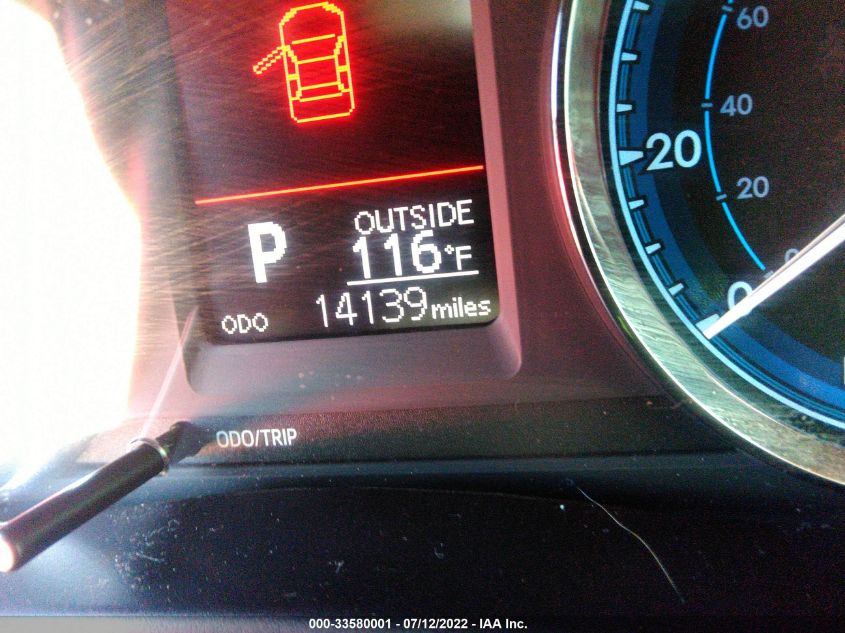 60
40
20
20
0
0
P
OUTSIDE
116°F
ODO 14139 miles
ODO/TRIP
000-33580001 - 07/12/2022 - IAA Inc.